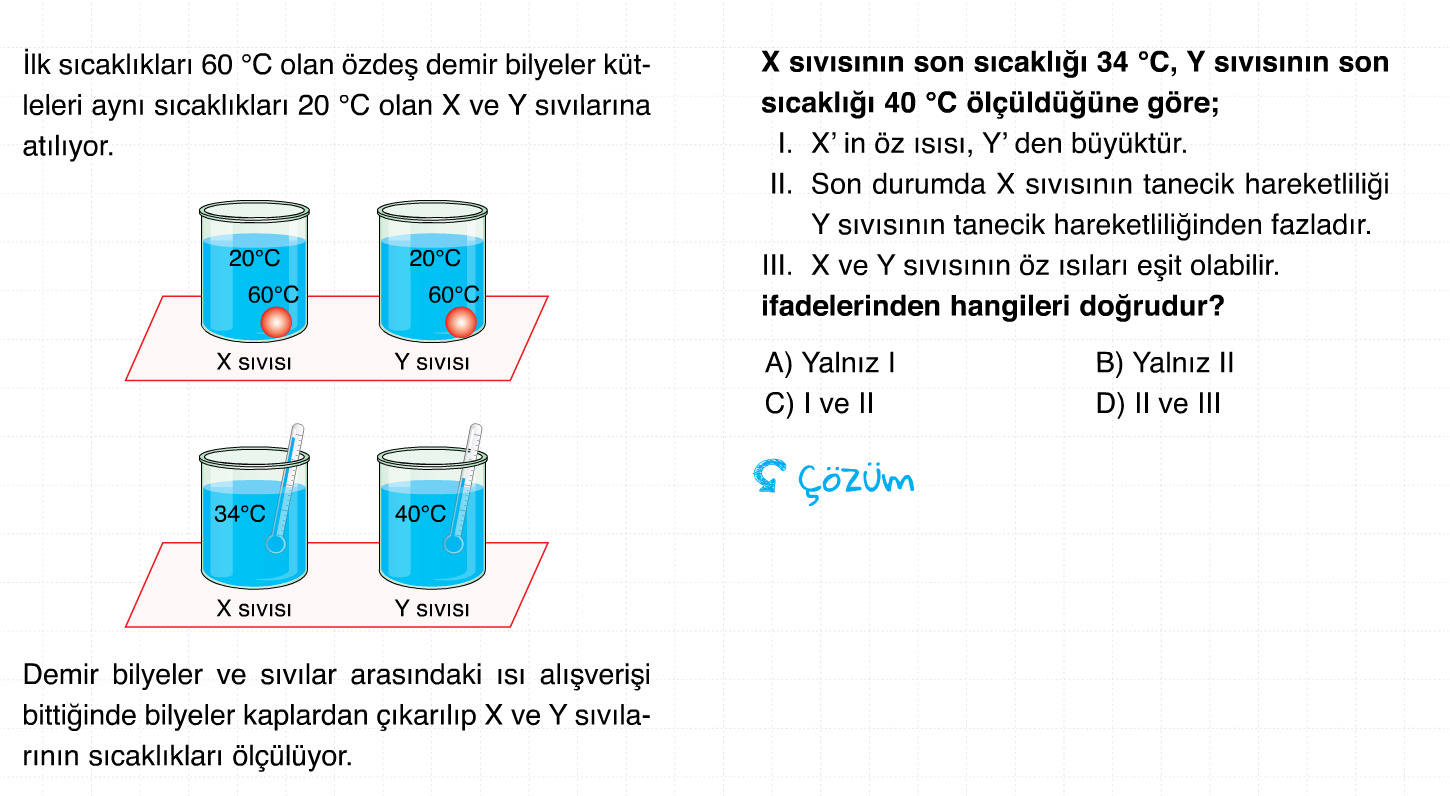 İlk sıcaklıkları 60 °C olan özdeş demir bilyeler küt-
leleri aynı sıcaklıkları 20 °C olan X ve Y sıvılarına
atılıyor.
20°C
60°C
20°C
60°C
X sıvısı
Y sıvısı
34°C
40°C
X sıvısı
Y sıvısı
Demir bilyeler ve sıvılar arasındaki ısı alışverişi
bittiğinde bilyeler kaplardan çıkarılıp X ve Y sıvıla-
rının sıcaklıkları ölçülüyor.
X sıvısının son sıcaklığı 34 °C, Y sıvısının son
sıcaklığı 40 °C ölçüldüğüne göre;
I. X' in öz ısısı, Y' den büyüktür.
II. Son durumda X sıvısının tanecik hareketliliği
Y sıvısının tanecik hareketliliğinden fazladır.
III. X ve Y sıvısının öz ısıları eşit olabilir.
ifadelerinden hangileri doğrudur?
A) Yalnız I
B) Yalnız II
C) I ve II
D) II ve III
Çözüm